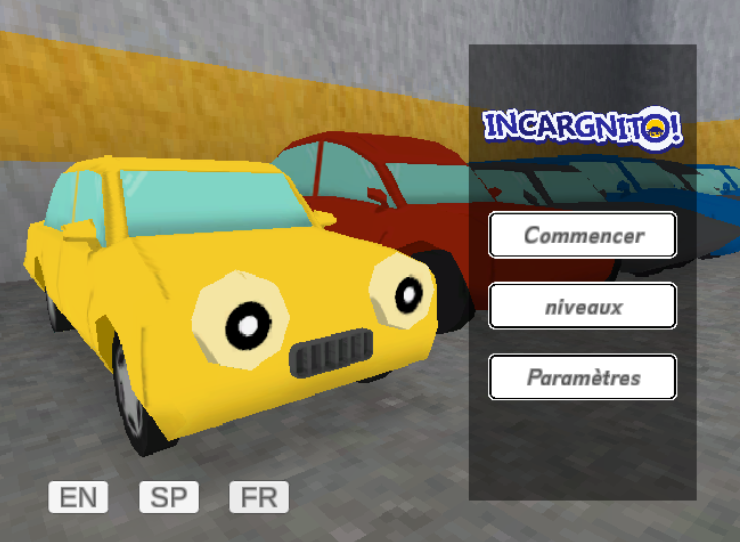 INCARGNITO!
Commencer
niveaux
Paramètres
EN SP FR